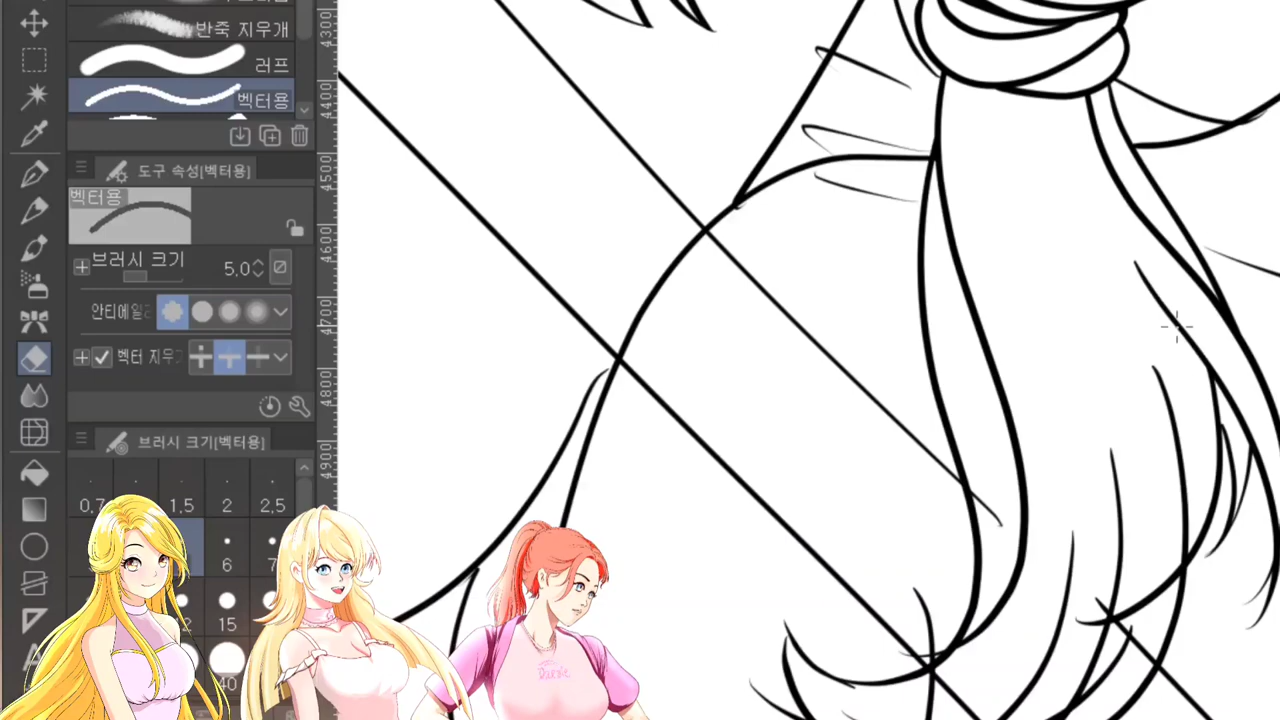 반죽 지우개
러프
벡터용
도구 속성[벡터용]
벡터용
브러시 크기 5.0
안티에일
벡터 지우
브러시 크기[벡터용]
0.7 1.5 2 2.5
6 7
12 15
40
4300
4400
4500
4600
4700
4800
4900
Barbie